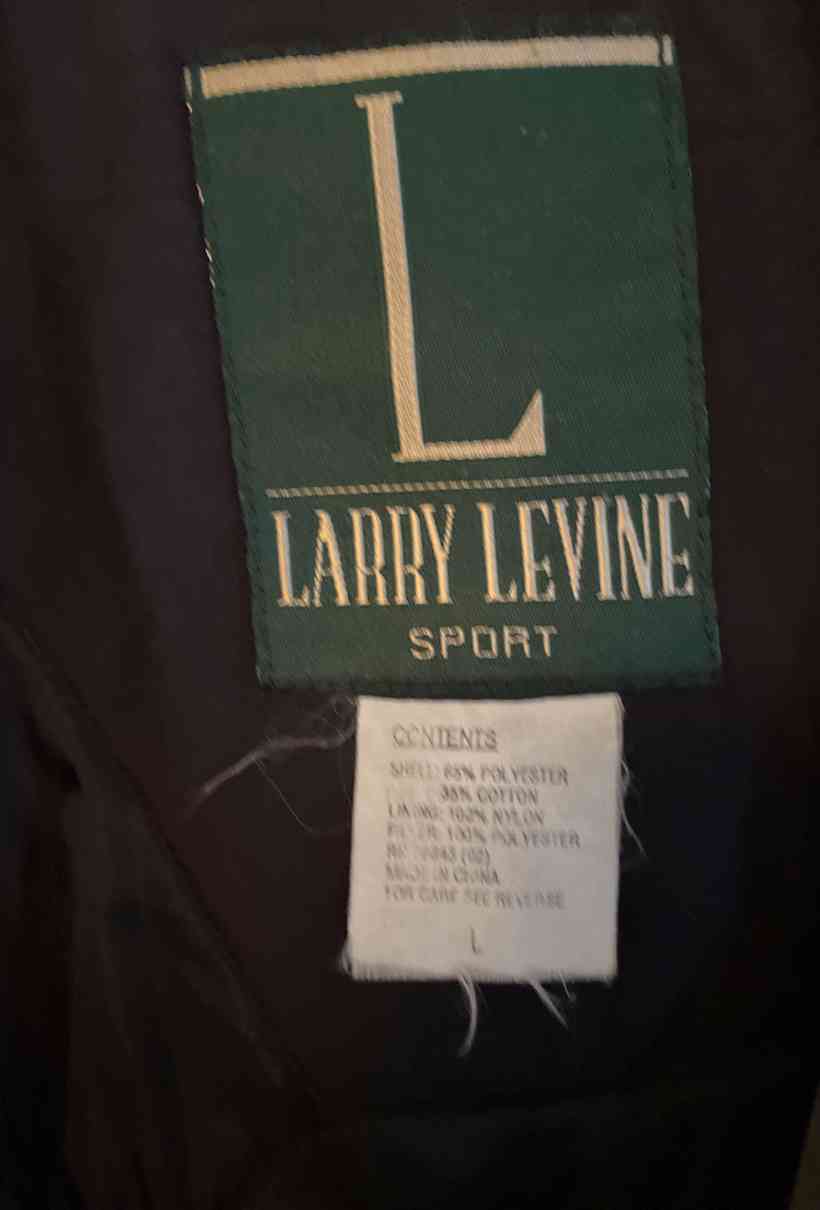 L
LARRY LEVINE
SPORT
CONTENTS
SHELL: 65% POLYESTER
35% COTTON
LINING: 100% NYLON
FILLER: 100% POLYESTER
MADE IN CHINA
FOR CARE SEE REVERSE
L